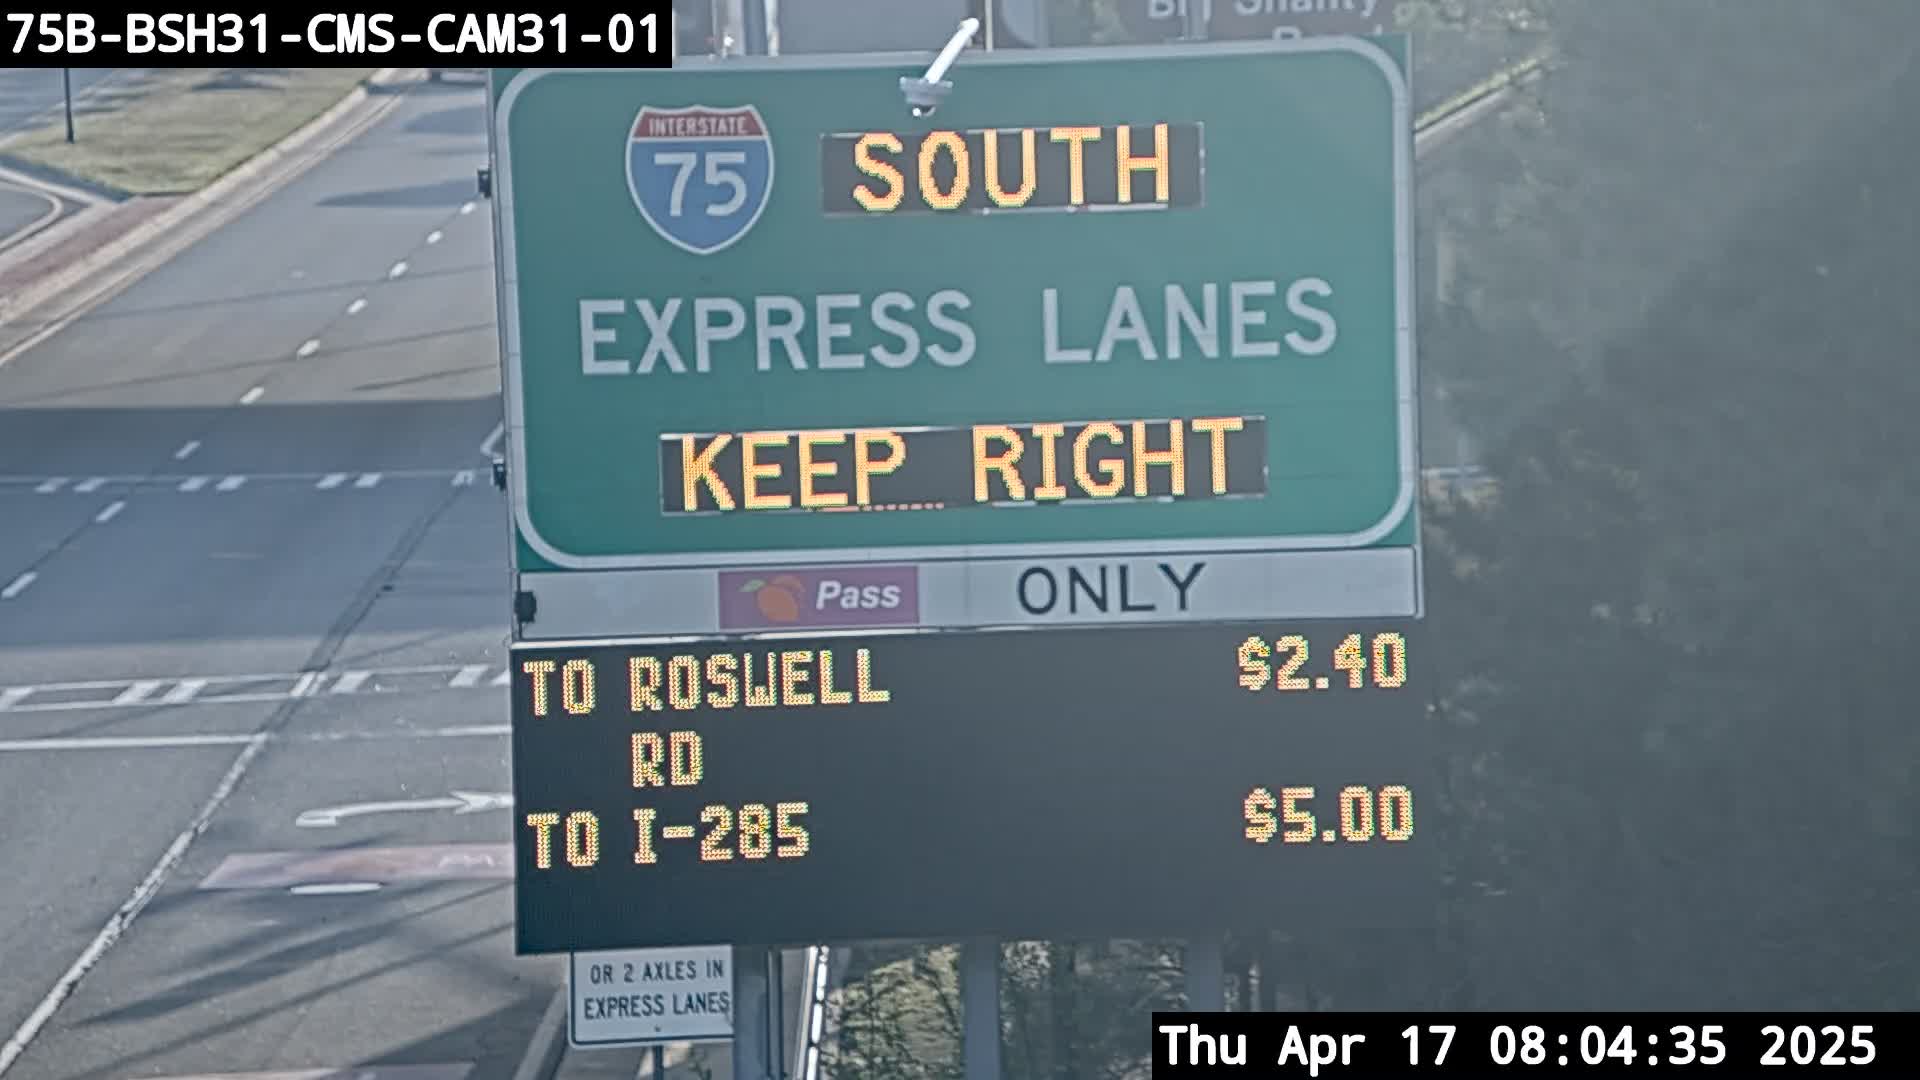 75B-BSH31-CMS-CAM31-01
INTERSTATE
75
SOUTH
EXPRESS LANES
KEEP RIGHT
Pass ONLY
TO ROSWELL $2.40
RD
TO I-285 $5.00
OR 2 AXLES IN
EXPRESS LANES
Thu Apr 17 08:04:35 2025